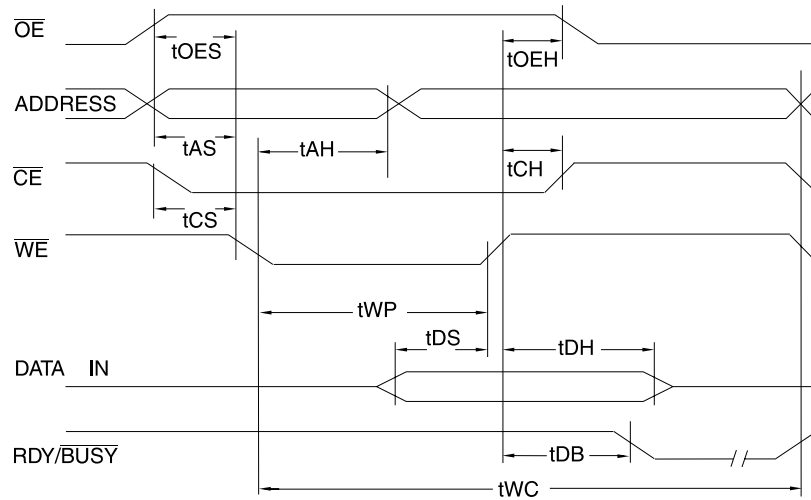 OE
tOES
tOEH
ADDRESS
tAS
tAH
tCH
CE
tCS
WE
tWP
tDS
tDH
DATA IN
RDY/BUSY
tDB
tWC